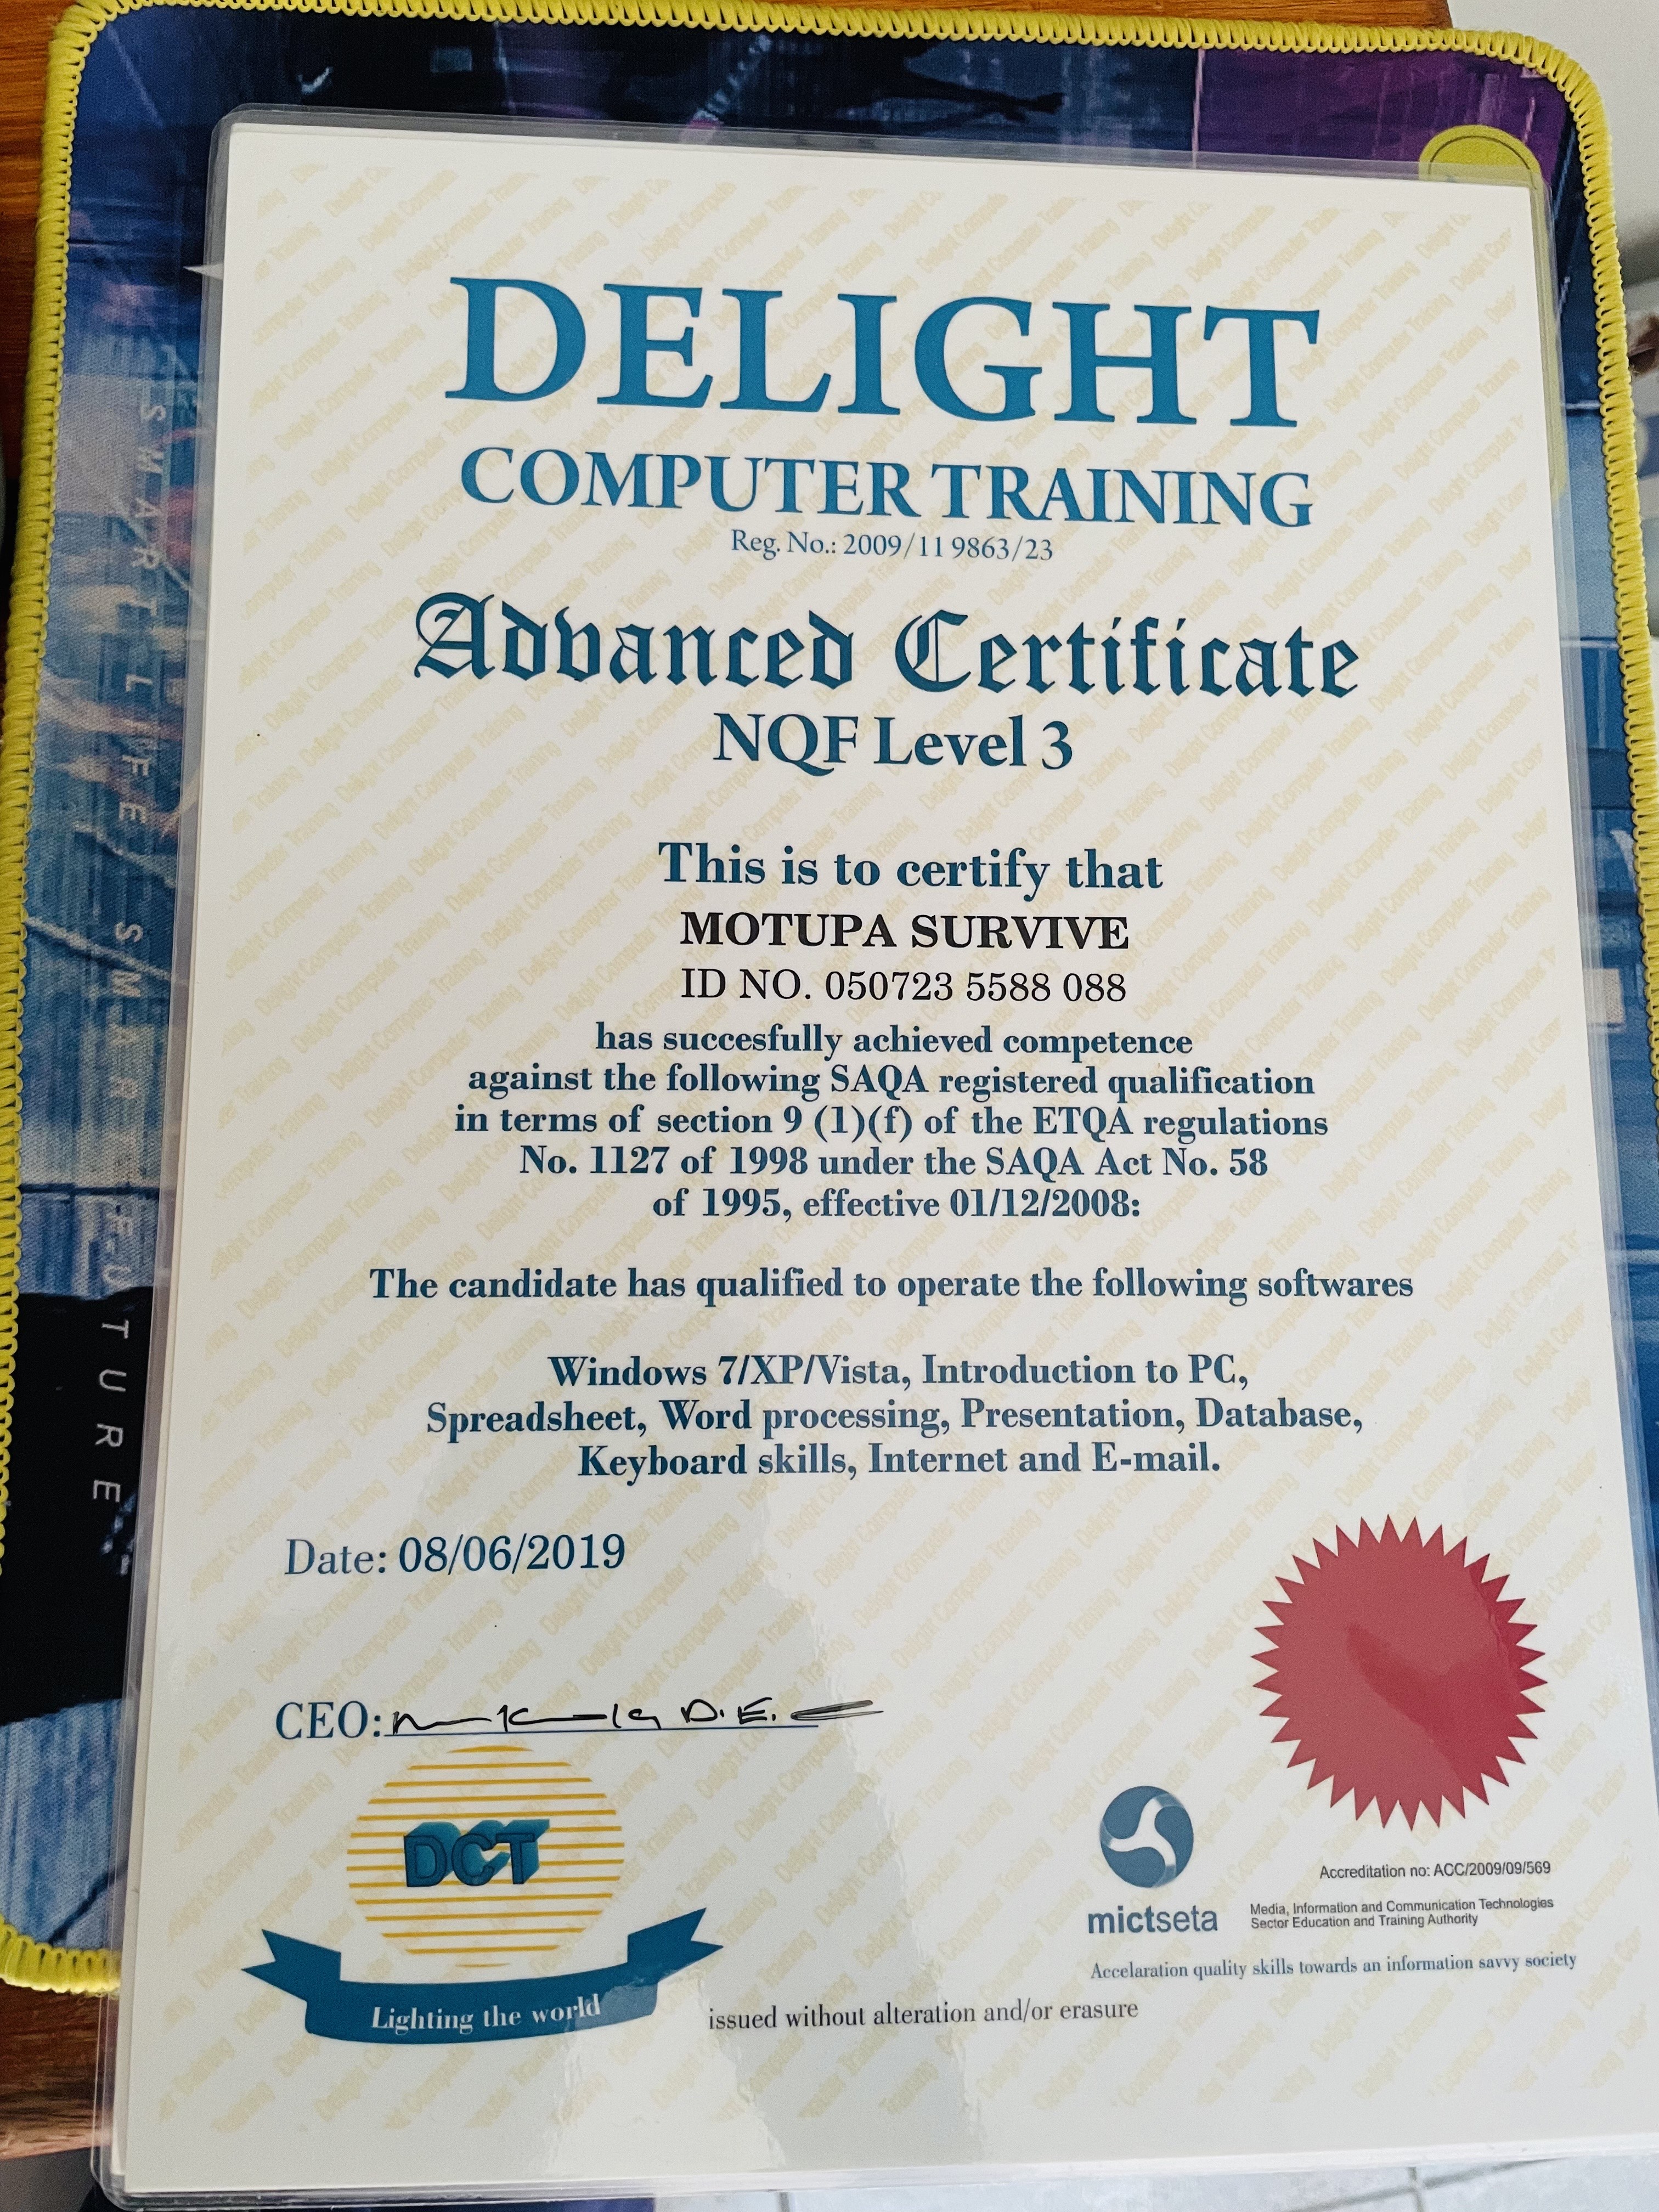 DELIGHT
COMPUTER TRAINING
Reg. No.: 2009/11 9863/23
Advanced Certificate
NQF Level 3
This is to certify that
MOTUPA SURVIVE
ID NO. 050723 5588 088
has succesfully achieved competence
against the following SAQA registered qualification
in terms of section 9 (1)(f) of the ETQA regulations
No. 1127 of 1998 under the SAQA Act No. 58
of 1995, effective 01/12/2008:
The candidate has qualified to operate the following softwares
Windows 7/XP/Vista, Introduction to PC,
Spreadsheet, Word processing, Presentation, Database,
Keyboard skills, Internet and E-mail.
Date: 08/06/2019
CEO: D.E.
DCT
Lighting the world
issued without alteration and/or erasure
mictseta
Accreditation no: ACC/2009/09/569
Media, Information and Communication Technologies
Sector Education and Training Authority
Accelaration quality skills towards an information savvy society
SMART LIFE SMART FUTURE